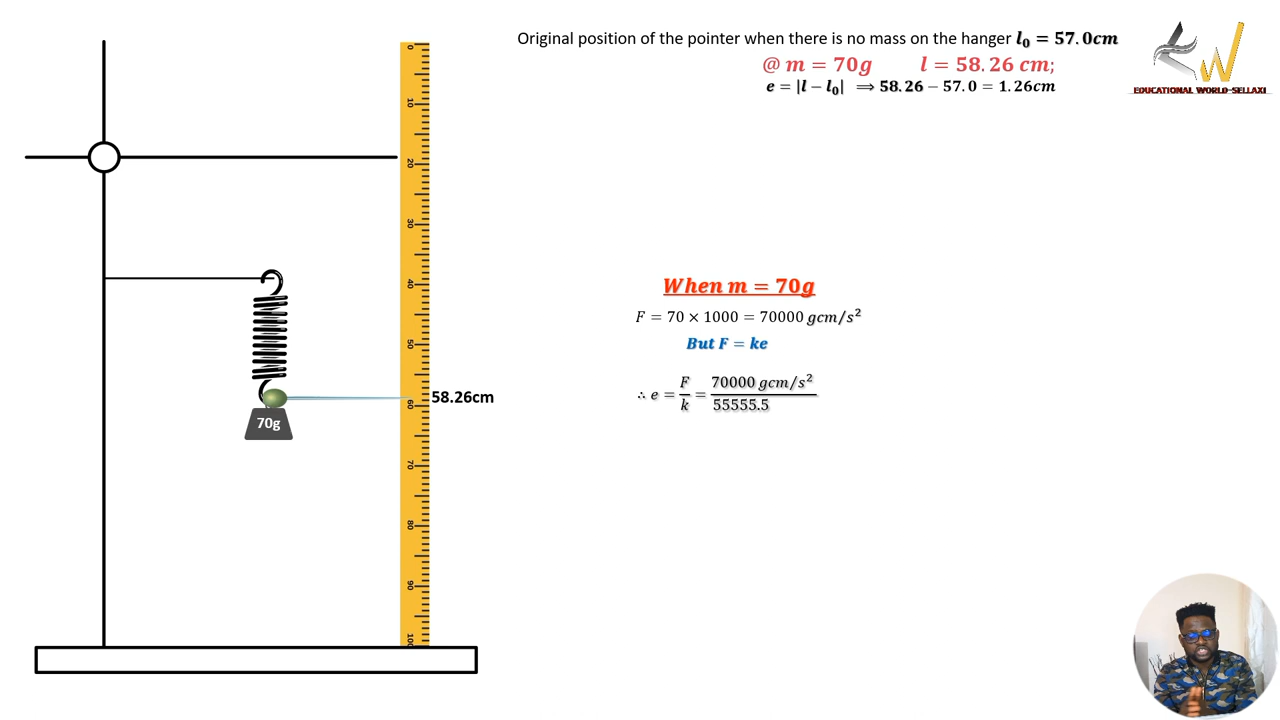 Original position of the pointer when there is no mass on the hanger l₀ = 57.0cm
@ m = 70g l = 58.26 cm;
e = |l − l₀| ⟹ 58.26 − 57.0 = 1.26cm
EDUCATIONAL WORLD-SELLAXI
0
10
20
30
40
50
60
70
80
90
100
58.26cm
70g
When m = 70g
F = 70 × 1000 = 70000 gcm/s²
But F = ke
∴ e = F/k = 70000 gcm/s² / 55555.5